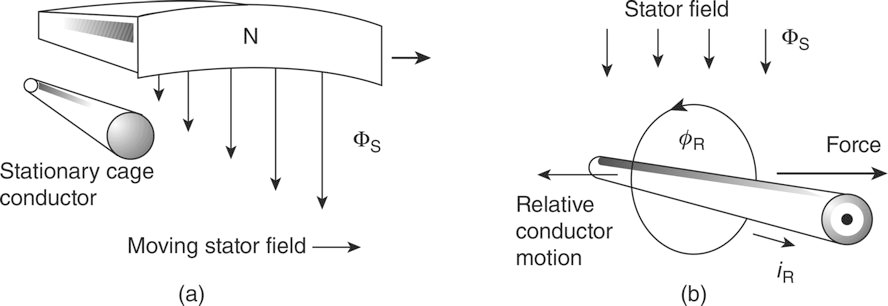 N
ΦS
Stationary cage
conductor
Moving stator field
(a)
Stator field
ΦS
ϕR
Force
Relative
conductor
motion
iR
(b)